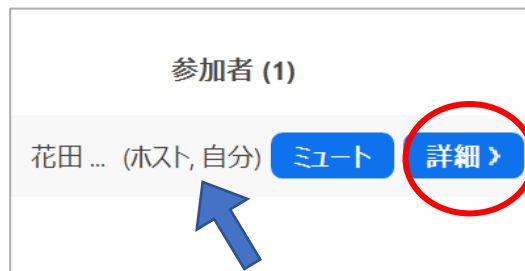 参加者 (1)
花田 ... (ホスト, 自分) ミュート 詳細 >